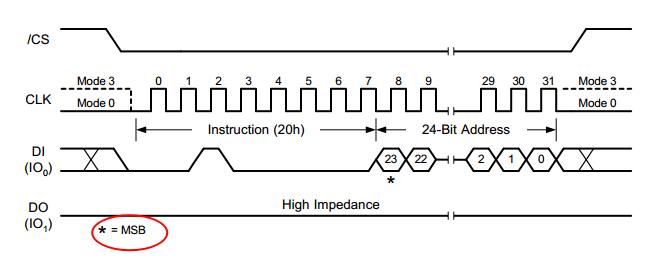 /CS
Mode 3 0 1 2 3 4 5 6 7 8 9 29 30 31 Mode 3
CLK
Mode 0 Mode 0
Instruction (20h) 24-Bit Address
DI
(IO0)
23 22 2 1 0
*
High Impedance
DO
(IO1)
* = MSB